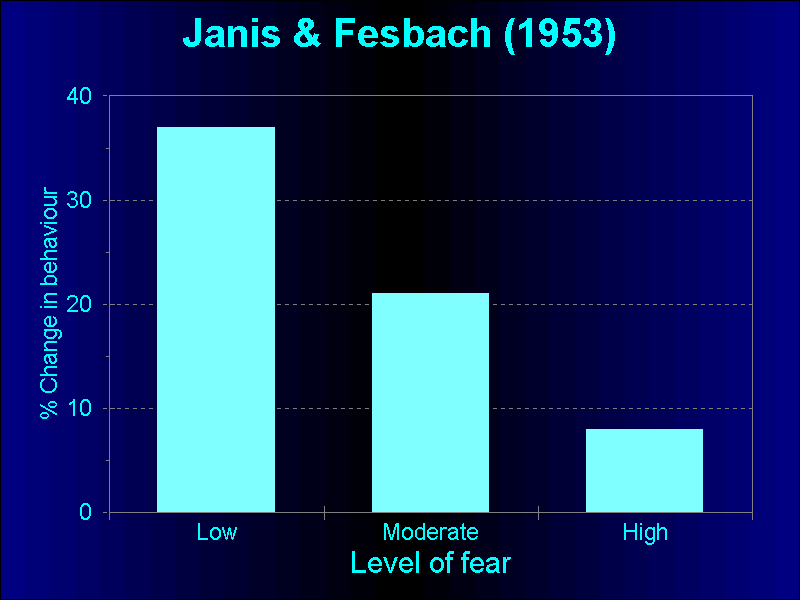 Janis & Fesbach (1953)
% Change in behaviour
40
30
20
10
0
Low Moderate High
Level of fear